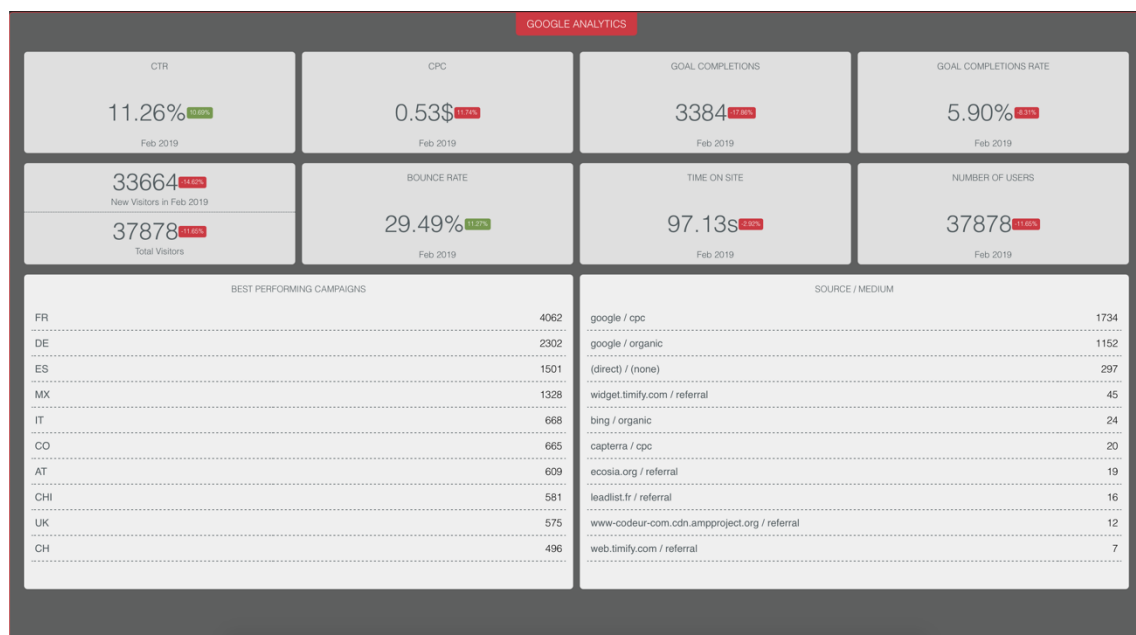 GOOGLE ANALYTICS
CTR
11.26% 10.69%
Feb 2019
CPC
0.53$ 11.74%
Feb 2019
GOAL COMPLETIONS
3384 -17.86%
Feb 2019
GOAL COMPLETIONS RATE
5.90% -8.31%
Feb 2019
33664 -14.62%
New Visitors in Feb 2019
37878 -11.65%
Total Visitors
BOUNCE RATE
29.49% 11.27%
Feb 2019
TIME ON SITE
97.13s -2.92%
Feb 2019
NUMBER OF USERS
37878 -11.65%
Feb 2019
BEST PERFORMING CAMPAIGNS
FR 4062
DE 2302
ES 1501
MX 1328
IT 668
CO 665
AT 609
CHI 581
UK 575
CH 496
SOURCE / MEDIUM
google / cpc 1734
google / organic 1152
(direct) / (none) 297
widget.timify.com / referral 45
bing / organic 24
capterra / cpc 20
ecosia.org / referral 19
leadlist.fr / referral 16
www-codeur-com.cdn.ampproject.org / referral 12
web.timify.com / referral 7